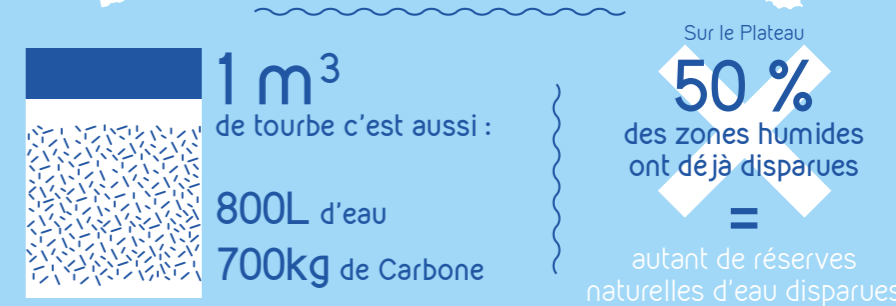 1 m³
de tourbe c'est aussi :
800L d'eau
700kg de Carbone
Sur le Plateau
50 %
des zones humides
ont déjà disparues
=
autant de réserves
naturelles d'eau disparues